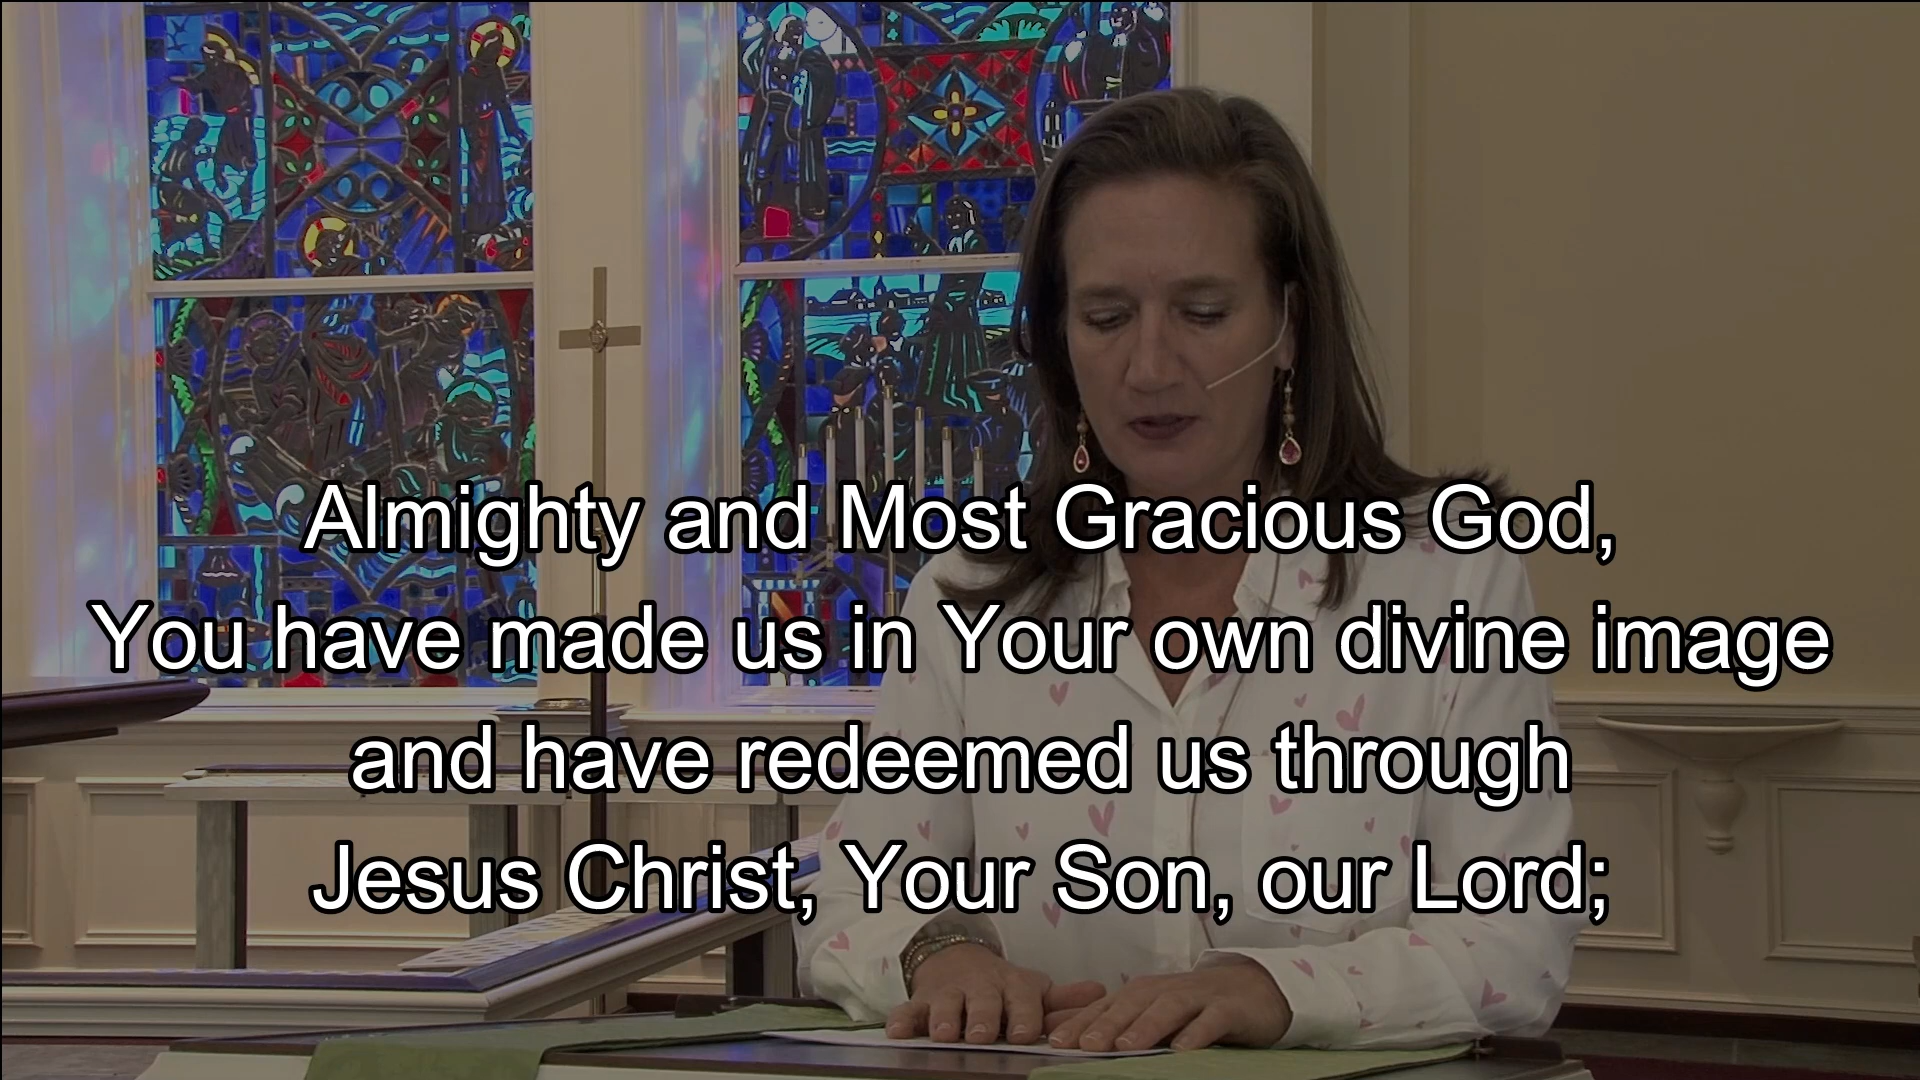 Almighty and Most Gracious God,
You have made us in Your own divine image
and have redeemed us through
Jesus Christ, Your Son, our Lord;